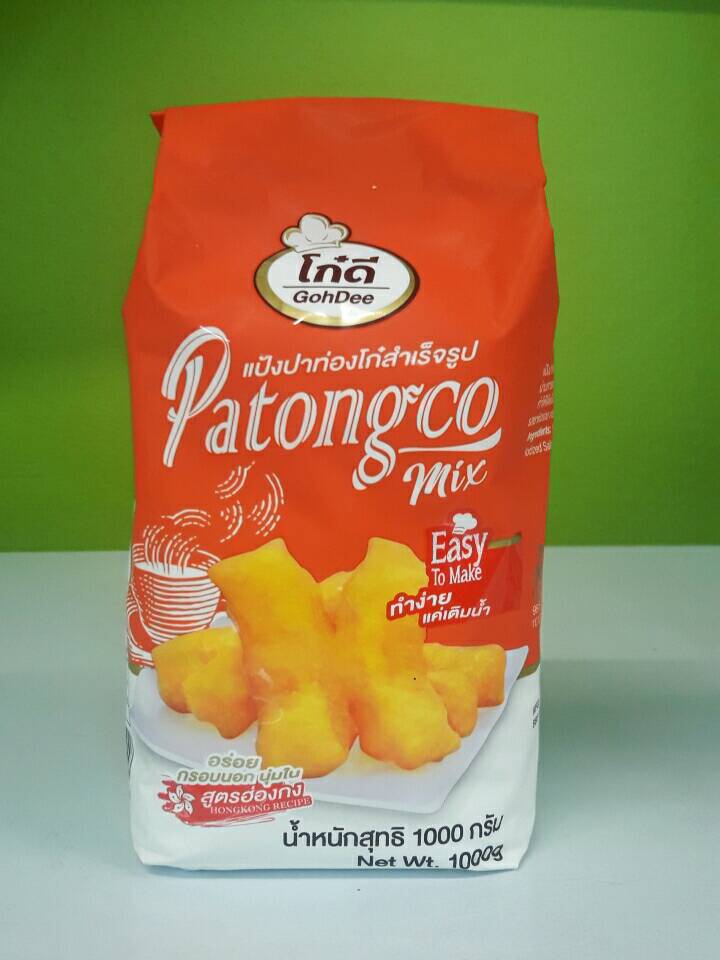 โก๋ดี
GohDee
แป้งปาท่องโก๋สำเร็จรูป
Patongco
mix
Easy
To Make
ทำง่าย
แค่เติมน้ำ
อร่อย
กรอบนอก นุ่มใน
สูตรฮ่องกง
HONGKONG RECIPE
น้ำหนักสุทธิ 1000 กรัม
Net Wt. 1000g